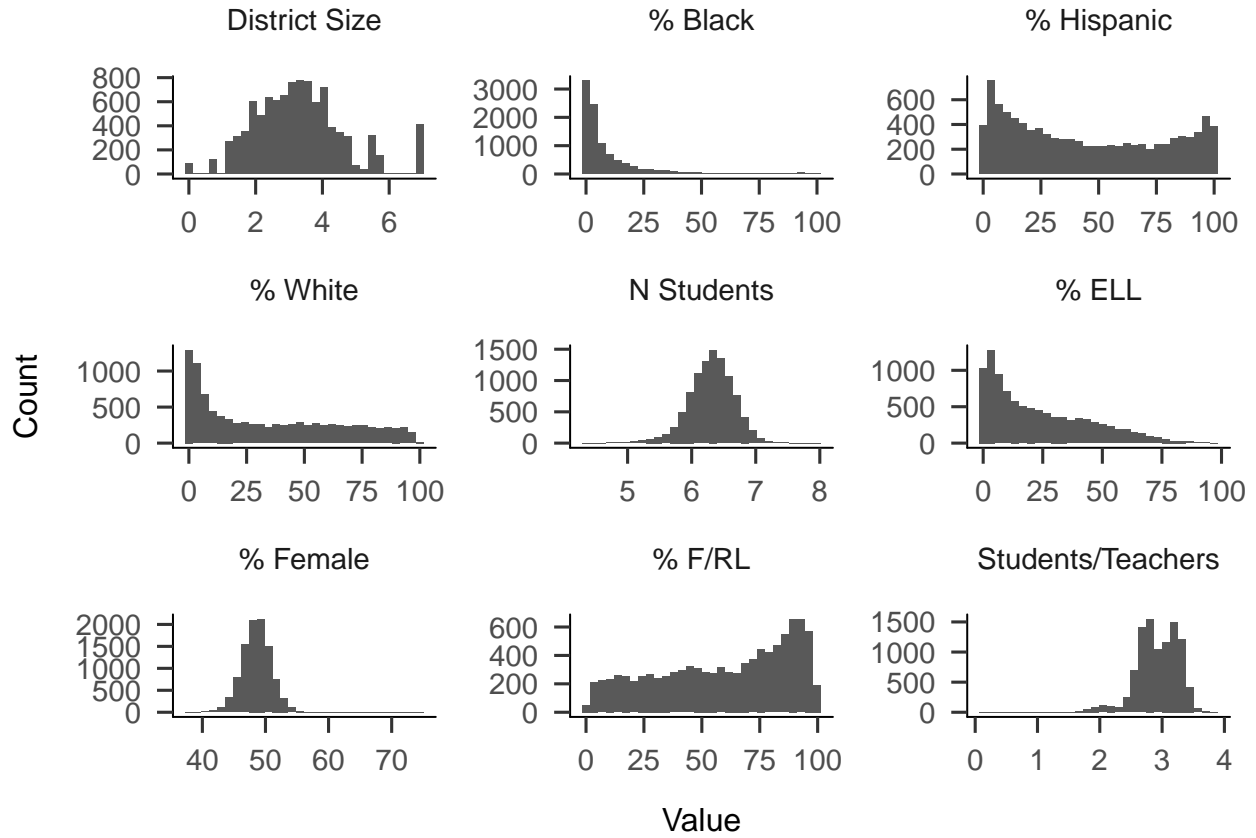 District Size
% Black
% Hispanic
800
600
400
200
0
0 2 4 6
3000
2000
1000
0
0 25 50 75 100
600
400
200
0
0 25 50 75 100
% White
N Students
% ELL
Count
1000
500
0
0 25 50 75 100
1500
1000
500
0
5 6 7 8
1000
500
0
0 25 50 75 100
% Female
% F/RL
Students/Teachers
2000
1500
1000
500
0
40 50 60 70
600
400
200
0
0 25 50 75 100
1500
1000
500
0
0 1 2 3 4
Value